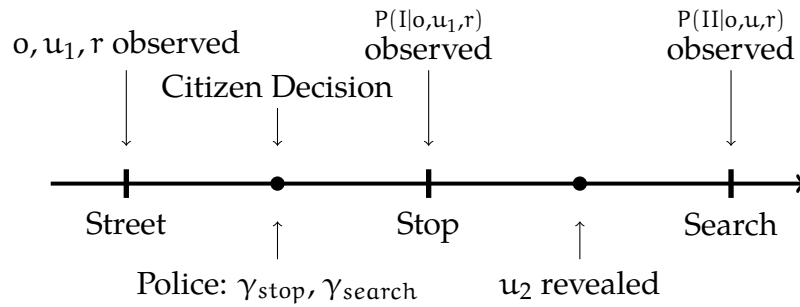 o, u₁, r observed
P(I|o,u₁,r)
observed
P(II|o,u,r)
observed
Citizen Decision
Street
Stop
Search
Police: γstop, γsearch
u₂ revealed